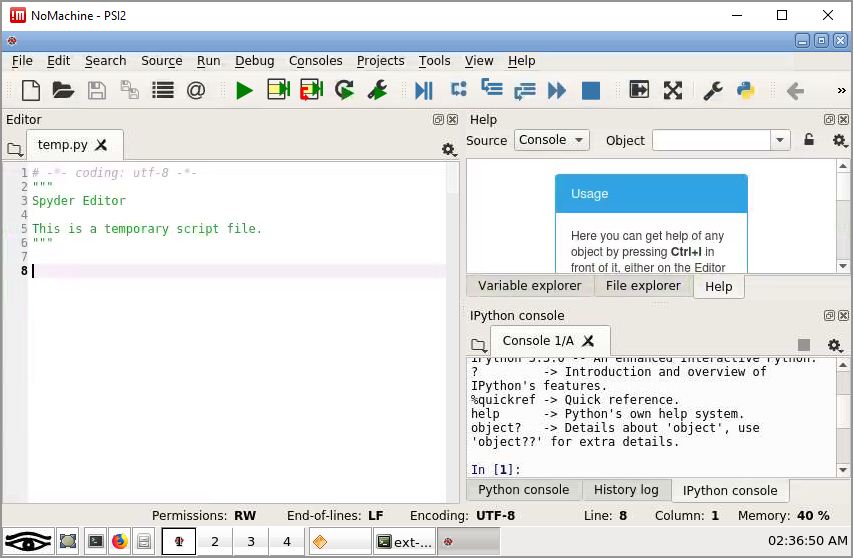 NoMachine - PSI2
File Edit Search Source Run Debug Consoles Projects Tools View Help
Editor
temp.py
1 # -*- coding: utf-8 -*-
2 """
3 Spyder Editor
4
5 This is a temporary script file.
6 """
7
8
Help
Source Console Object
Usage
Here you can get help of any
object by pressing Ctrl+I in
front of it, either on the Editor
Variable explorer File explorer Help
IPython console
Console 1/A
IPython 5.3.0 -- An enhanced Interactive Python.
? -> Introduction and overview of
IPython's features.
%quickref -> Quick reference.
help -> Python's own help system.
object? -> Details about 'object', use
'object??' for extra details.
In [1]:
Python console History log IPython console
Permissions: RW End-of-lines: LF Encoding: UTF-8 Line: 8 Column: 1 Memory: 40 %
1 2 3 4 ext-... 02:36:50 AM